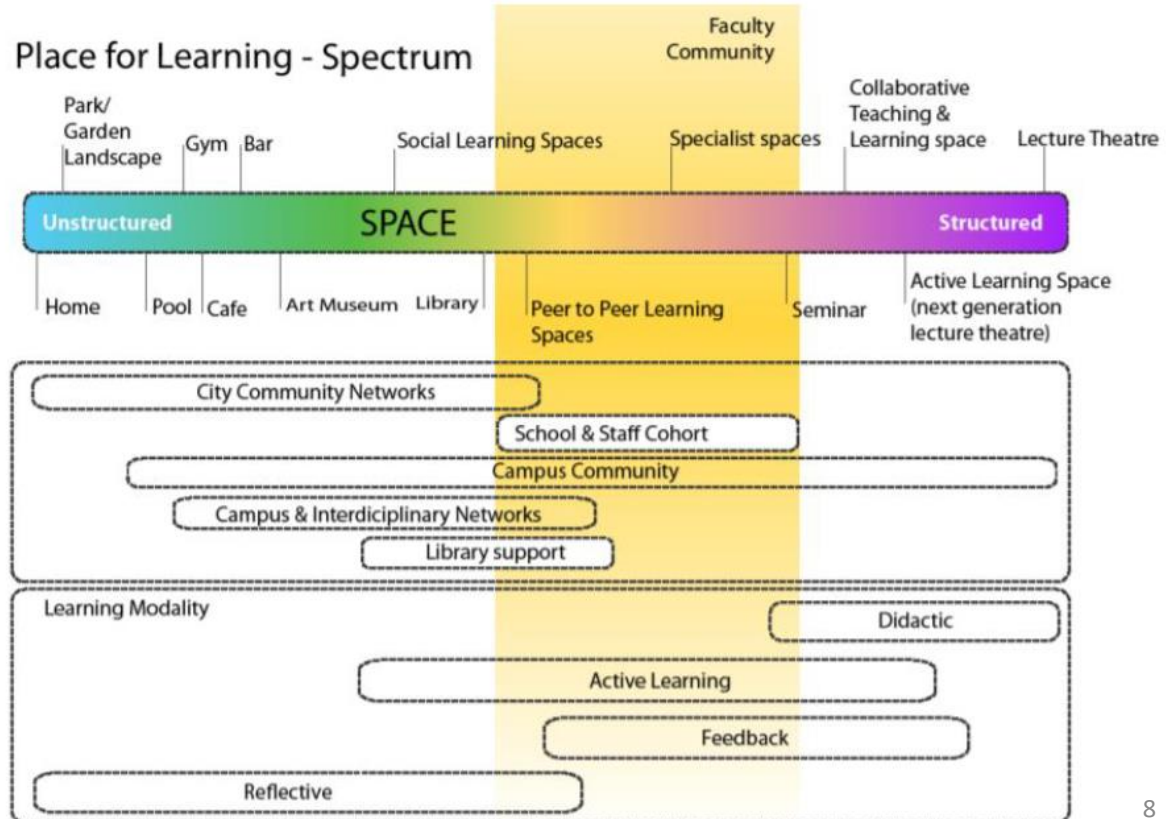 Faculty
Community
Place for Learning - Spectrum
Park/
Garden
Landscape
Gym
Bar
Social Learning Spaces
Specialist spaces
Collaborative
Teaching &
Learning space
Lecture Theatre
Unstructured
SPACE
Structured
Home
Pool
Cafe
Art Museum
Library
Peer to Peer Learning
Spaces
Seminar
Active Learning Space
(next generation
lecture theatre)
City Community Networks
School & Staff Cohort
Campus Community
Campus & Interdiciplinary Networks
Library support
Learning Modality
Didactic
Active Learning
Feedback
Reflective
8